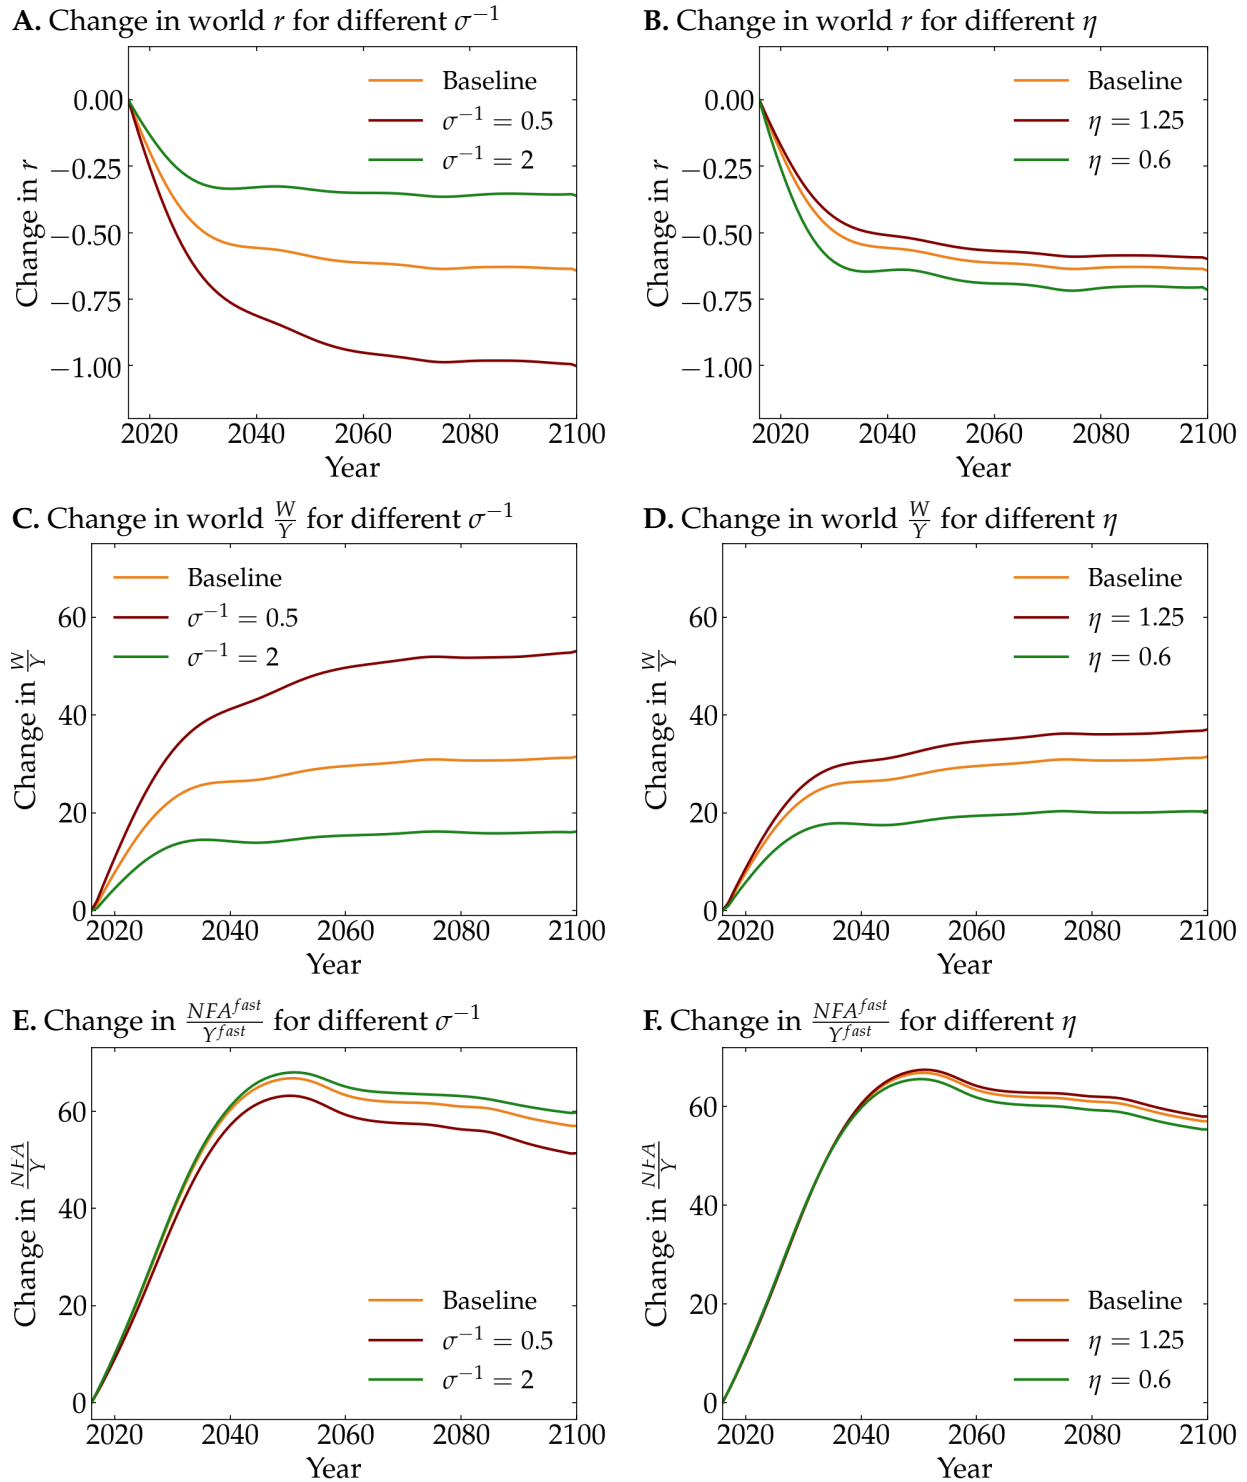 A. Change in world r for different σ⁻¹
Change in r
0.00
−0.25
−0.50
−0.75
−1.00
Baseline
σ⁻¹ = 0.5
σ⁻¹ = 2
2020 2040 2060 2080 2100
Year
B. Change in world r for different η
Change in r
0.00
−0.25
−0.50
−0.75
−1.00
Baseline
η = 1.25
η = 0.6
2020 2040 2060 2080 2100
Year
C. Change in world W/Y for different σ⁻¹
Change in W/Y
60
40
20
0
Baseline
σ⁻¹ = 0.5
σ⁻¹ = 2
2020 2040 2060 2080 2100
Year
D. Change in world W/Y for different η
Change in W/Y
60
40
20
0
Baseline
η = 1.25
η = 0.6
2020 2040 2060 2080 2100
Year
E. Change in NFA^fast/Y^fast for different σ⁻¹
Change in NFA/Y
60
40
20
0
Baseline
σ⁻¹ = 0.5
σ⁻¹ = 2
2020 2040 2060 2080 2100
Year
F. Change in NFA^fast/Y^fast for different η
Change in NFA/Y
60
40
20
0
Baseline
η = 1.25
η = 0.6
2020 2040 2060 2080 2100
Year